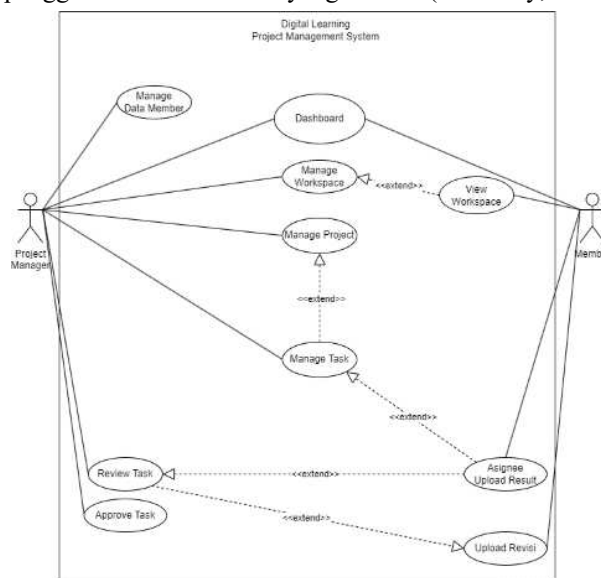 Digital Learning
Project Management System
Manage
Data Member
Dashboard
Manage
Workspace
<<extend>>
View
Workspace
Project
Manager
Manage Project
Memb
<<extend>>
Manage Task
<<extend>>
Review Task
<<extend>>
Asignee
Upload Result
Approve Task
<<extend>>
Upload Revisi